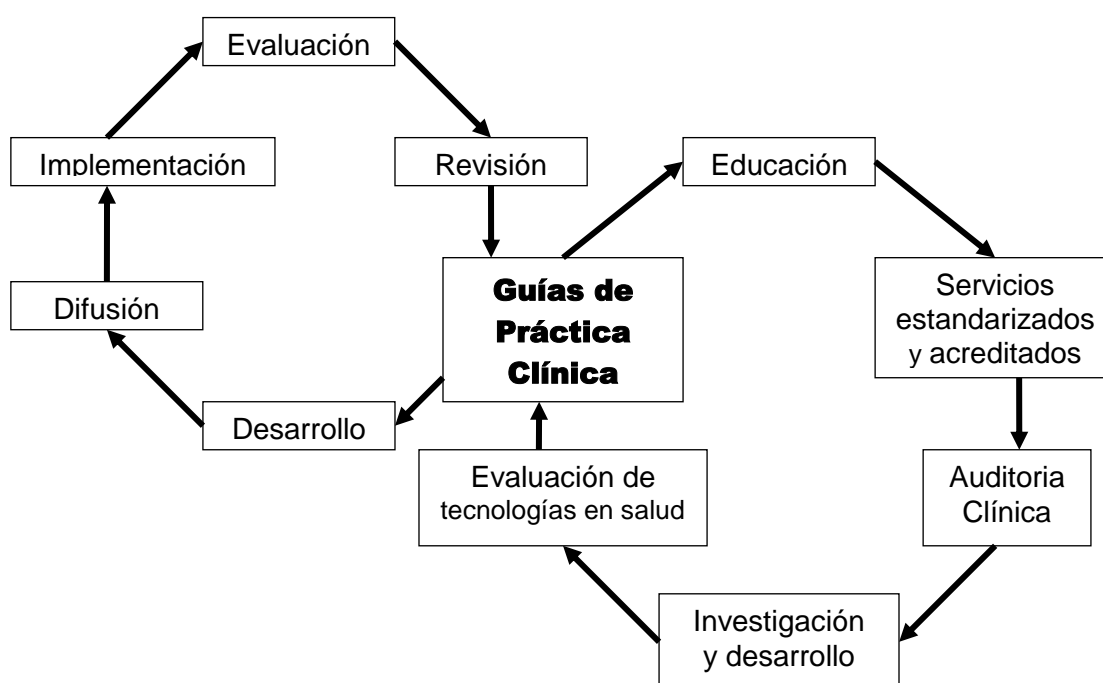 Evaluación
Implementación
Revisión
Educación
Difusión
Guías de
Práctica
Clínica
Servicios
estandarizados
y acreditados
Desarrollo
Evaluación de
tecnologías en salud
Auditoria
Clínica
Investigación
y desarrollo